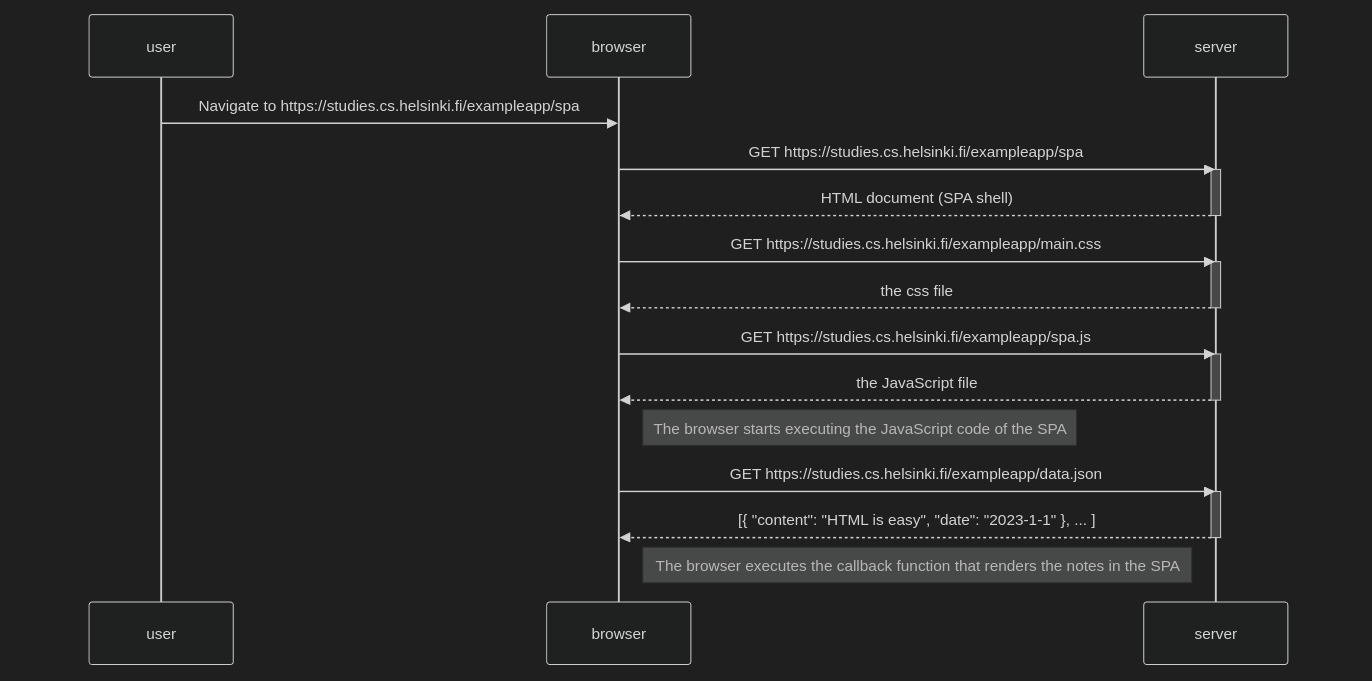 user
browser
server
Navigate to https://studies.cs.helsinki.fi/exampleapp/spa
GET https://studies.cs.helsinki.fi/exampleapp/spa
HTML document (SPA shell)
GET https://studies.cs.helsinki.fi/exampleapp/main.css
the css file
GET https://studies.cs.helsinki.fi/exampleapp/spa.js
the JavaScript file
The browser starts executing the JavaScript code of the SPA
GET https://studies.cs.helsinki.fi/exampleapp/data.json
[{ "content": "HTML is easy", "date": "2023-1-1" }, ... ]
The browser executes the callback function that renders the notes in the SPA
user
browser
server